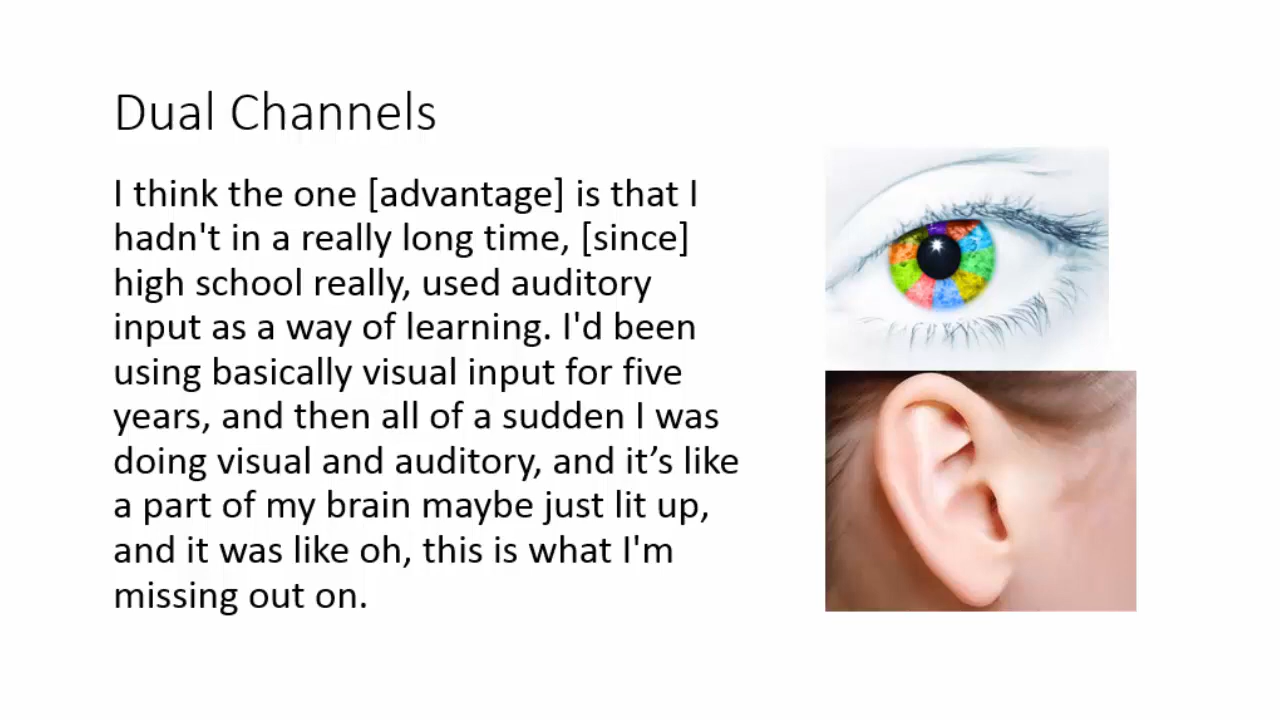 Dual Channels
I think the one [advantage] is that I
hadn't in a really long time, [since]
high school really, used auditory
input as a way of learning. I'd been
using basically visual input for five
years, and then all of a sudden I was
doing visual and auditory, and it’s like
a part of my brain maybe just lit up,
and it was like oh, this is what I'm
missing out on.